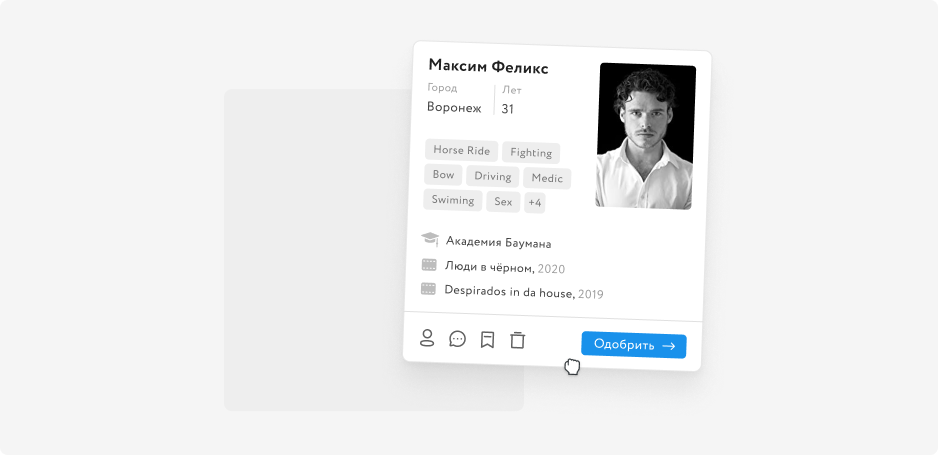 Максим Феликс
Город Лет
Воронеж 31
Horse Ride Fighting
Bow Driving Medic
Swiming Sex +4
Академия Баумана
Люди в чёрном, 2020
Despirados in da house, 2019
Одобрить →